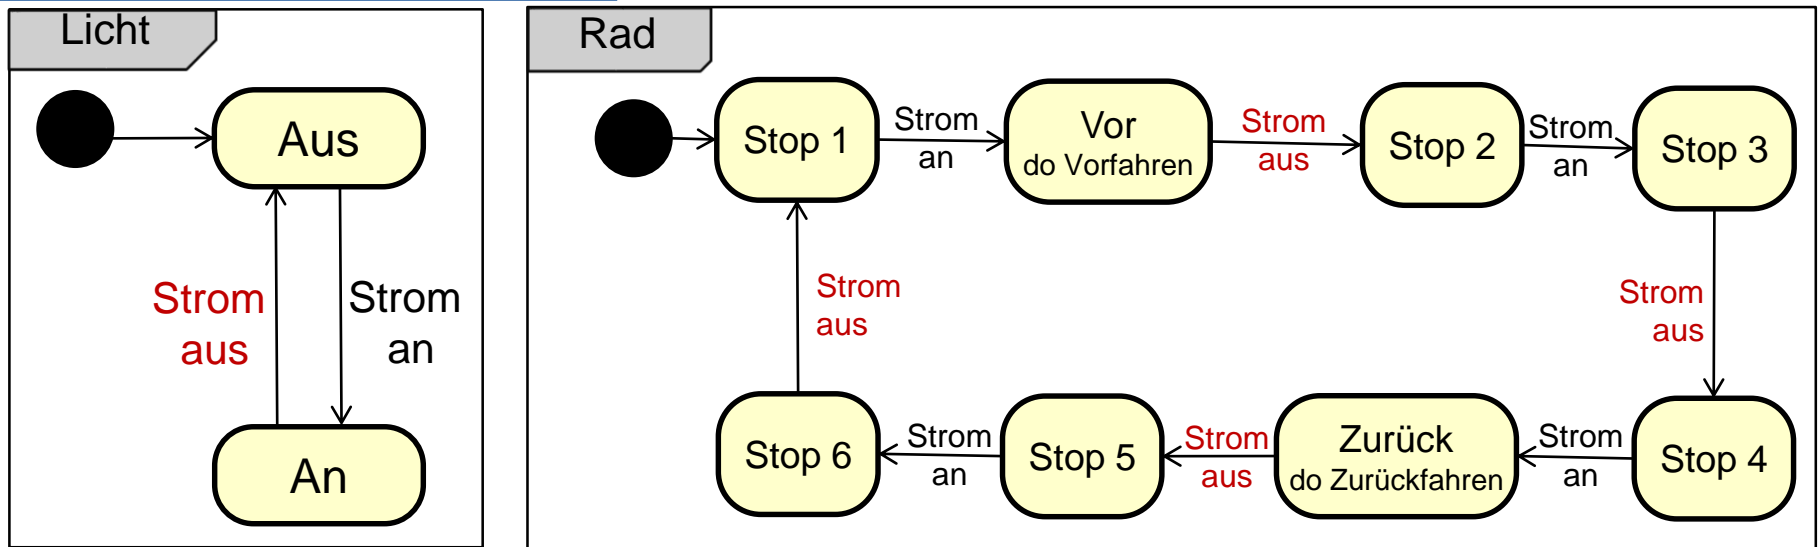 Licht
Aus
Strom
aus
Strom
an
An
Rad
Stop 1
Strom
an
Vor
do Vorfahren
Strom
aus
Stop 2
Strom
an
Stop 3
Strom
aus
Strom
aus
Stop 6
Strom
an
Stop 5
Strom
aus
Zurück
do Zurückfahren
Strom
an
Stop 4